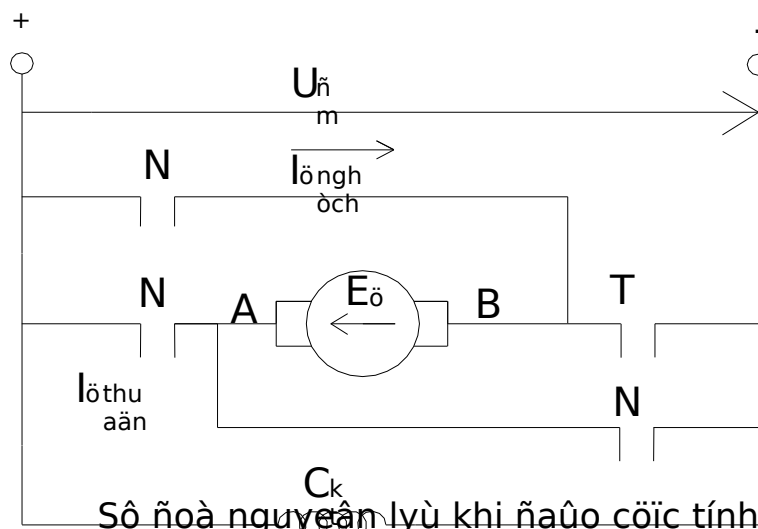 +
-
Uñ
m
N
Iöngh
òch
N
A
Eö
B
T
Iöthu
aän
N
Ck
Sô ñoà nguyeân lyù khi ñaûo cöïc tính